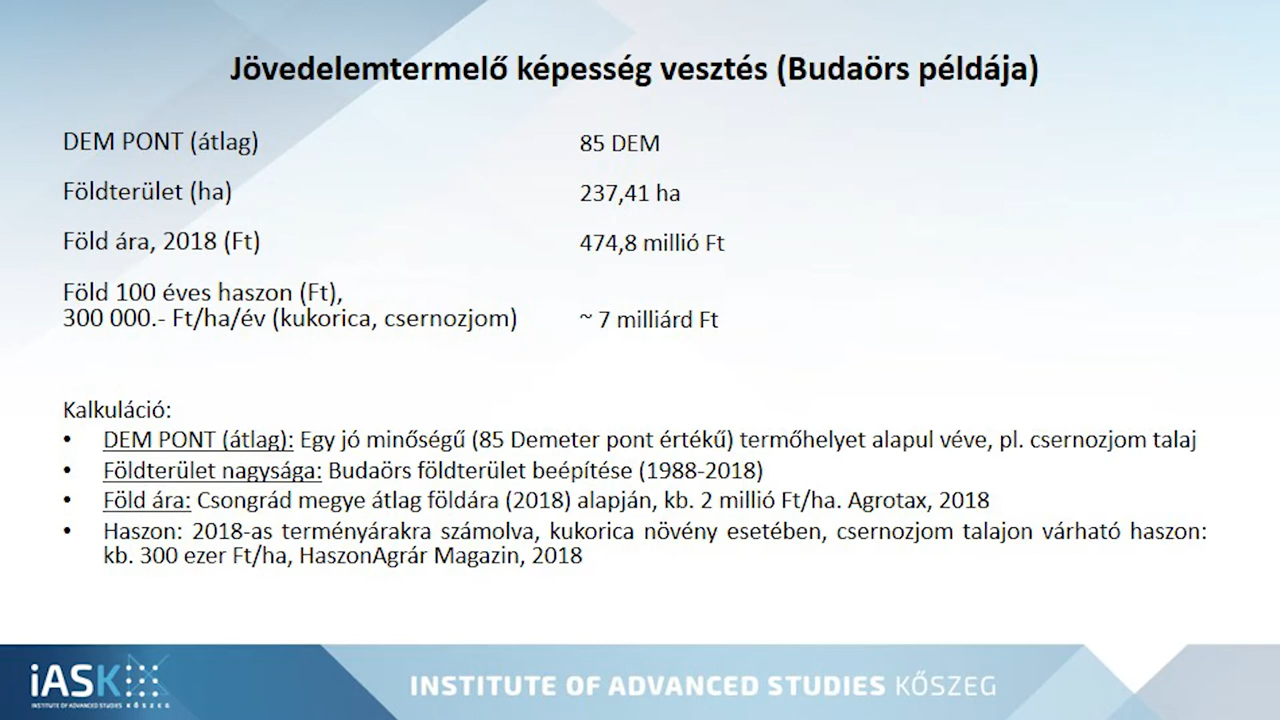 Jövedelemtermelő képesség vesztés (Budaörs példája)
DEM PONT (átlag) 85 DEM
Földterület (ha) 237,41 ha
Föld ára, 2018 (Ft) 474,8 millió Ft
Föld 100 éves haszon (Ft),
300 000.- Ft/ha/év (kukorica, csernozjom) ~ 7 milliárd Ft
Kalkuláció:
• DEM PONT (átlag): Egy jó minőségű (85 Demeter pont értékű) termőhelyet alapul véve, pl. csernozjom talaj
• Földterület nagysága: Budaörs földterület beépítése (1988-2018)
• Föld ára: Csongrád megye átlag földára (2018) alapján, kb. 2 millió Ft/ha. Agrotax, 2018
• Haszon: 2018-as terményárakra számolva, kukorica növény esetében, csernozjom talajon várható haszon:
kb. 300 ezer Ft/ha, HaszonAgrár Magazin, 2018
iASK
INSTITUTE OF ADVANCED STUDIES KŐSZEG
INSTITUTE OF ADVANCED STUDIES KŐSZEG